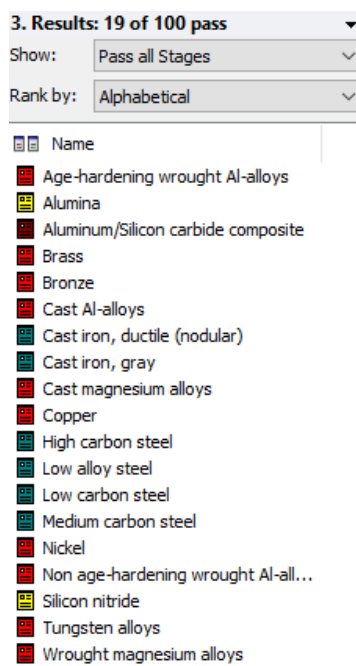 3. Results: 19 of 100 pass
Show: Pass all Stages
Rank by: Alphabetical
Name
Age-hardening wrought Al-alloys
Alumina
Aluminum/Silicon carbide composite
Brass
Bronze
Cast Al-alloys
Cast iron, ductile (nodular)
Cast iron, gray
Cast magnesium alloys
Copper
High carbon steel
Low alloy steel
Low carbon steel
Medium carbon steel
Nickel
Non age-hardening wrought Al-all...
Silicon nitride
Tungsten alloys
Wrought magnesium alloys